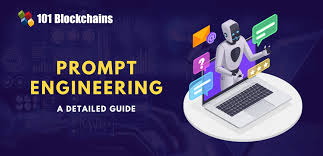 101 Blockchains
PROMPT
ENGINEERING
A DETAILED GUIDE